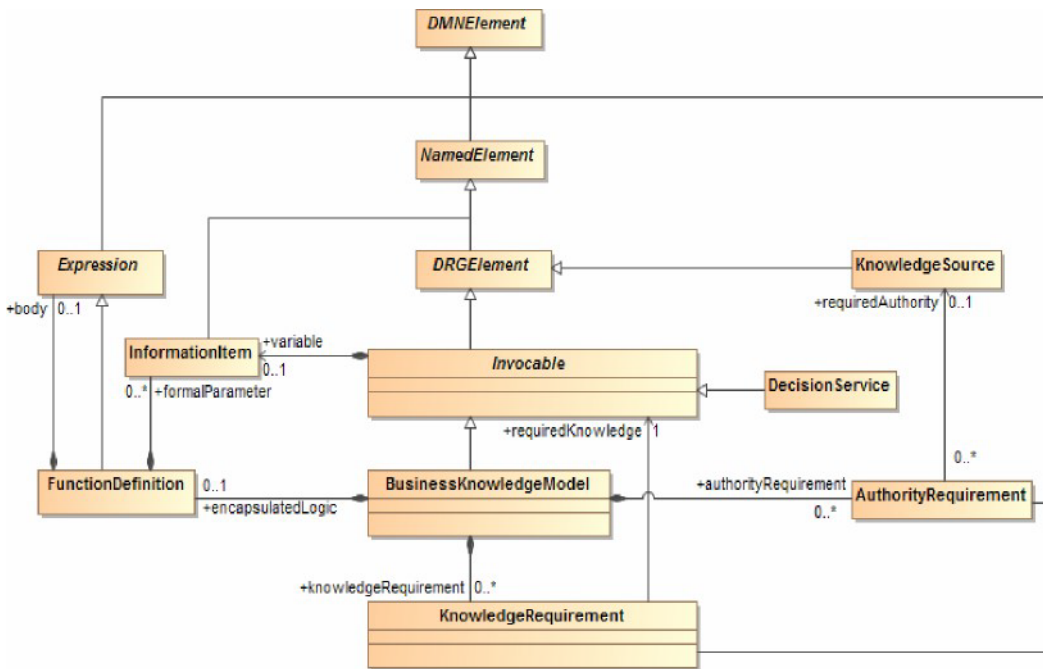 DMNElement
NamedElement
Expression
DRGElement
KnowledgeSource
+body 0..1
+requiredAuthority 0..1
InformationItem
+variable
0..1
Invocable
DecisionService
0..* +formalParameter
+requiredKnowledge 1
0..*
FunctionDefinition
0..1
+encapsulatedLogic
BusinessKnowledgeModel
+authorityRequirement
0..*
AuthorityRequirement
+knowledgeRequirement 0..*
KnowledgeRequirement